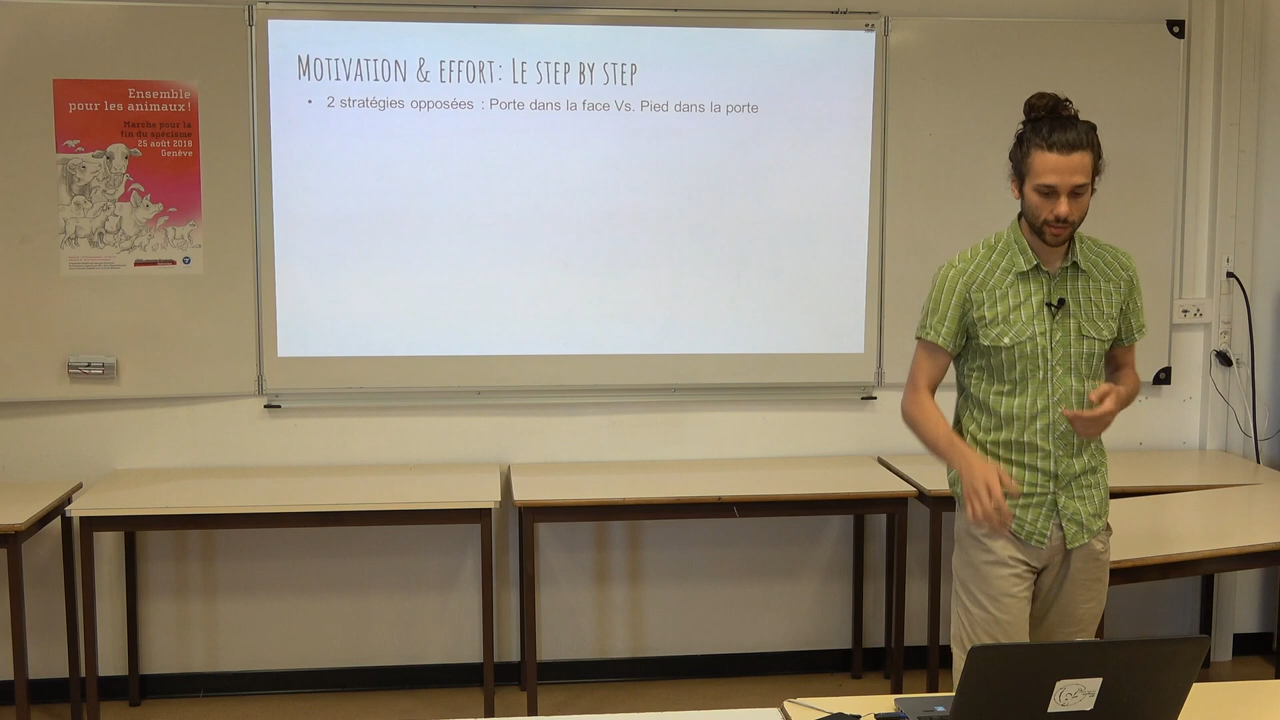 Ensemble
pour les animaux!
Marche pour la
fin du spécisme
25 août 2018
Genève
Motivation & effort: Le step by step
• 2 stratégies opposées : Porte dans la face Vs. Pied dans la porte